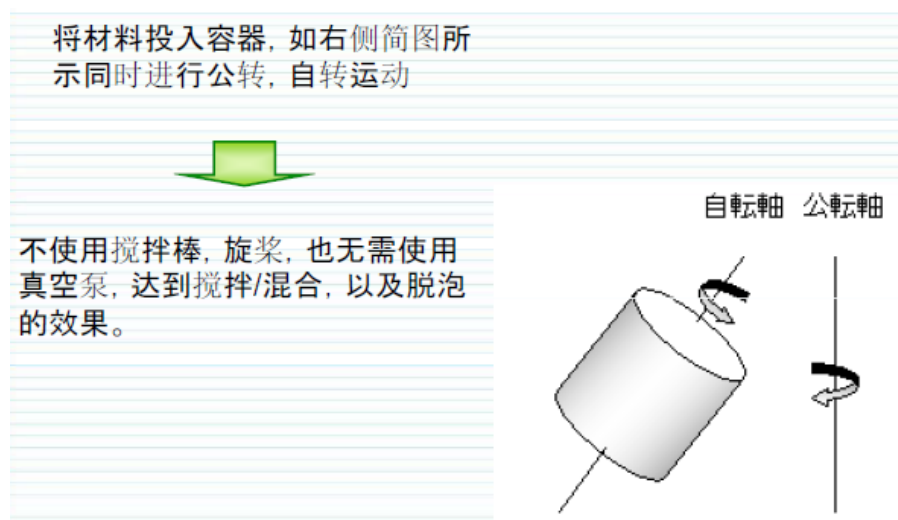 将材料投入容器, 如右侧简图所
示同时进行公转, 自转运动
不使用搅拌棒, 旋桨, 也无需使用
真空泵, 达到搅拌/混合, 以及脱泡
的效果。
自転軸 公転軸